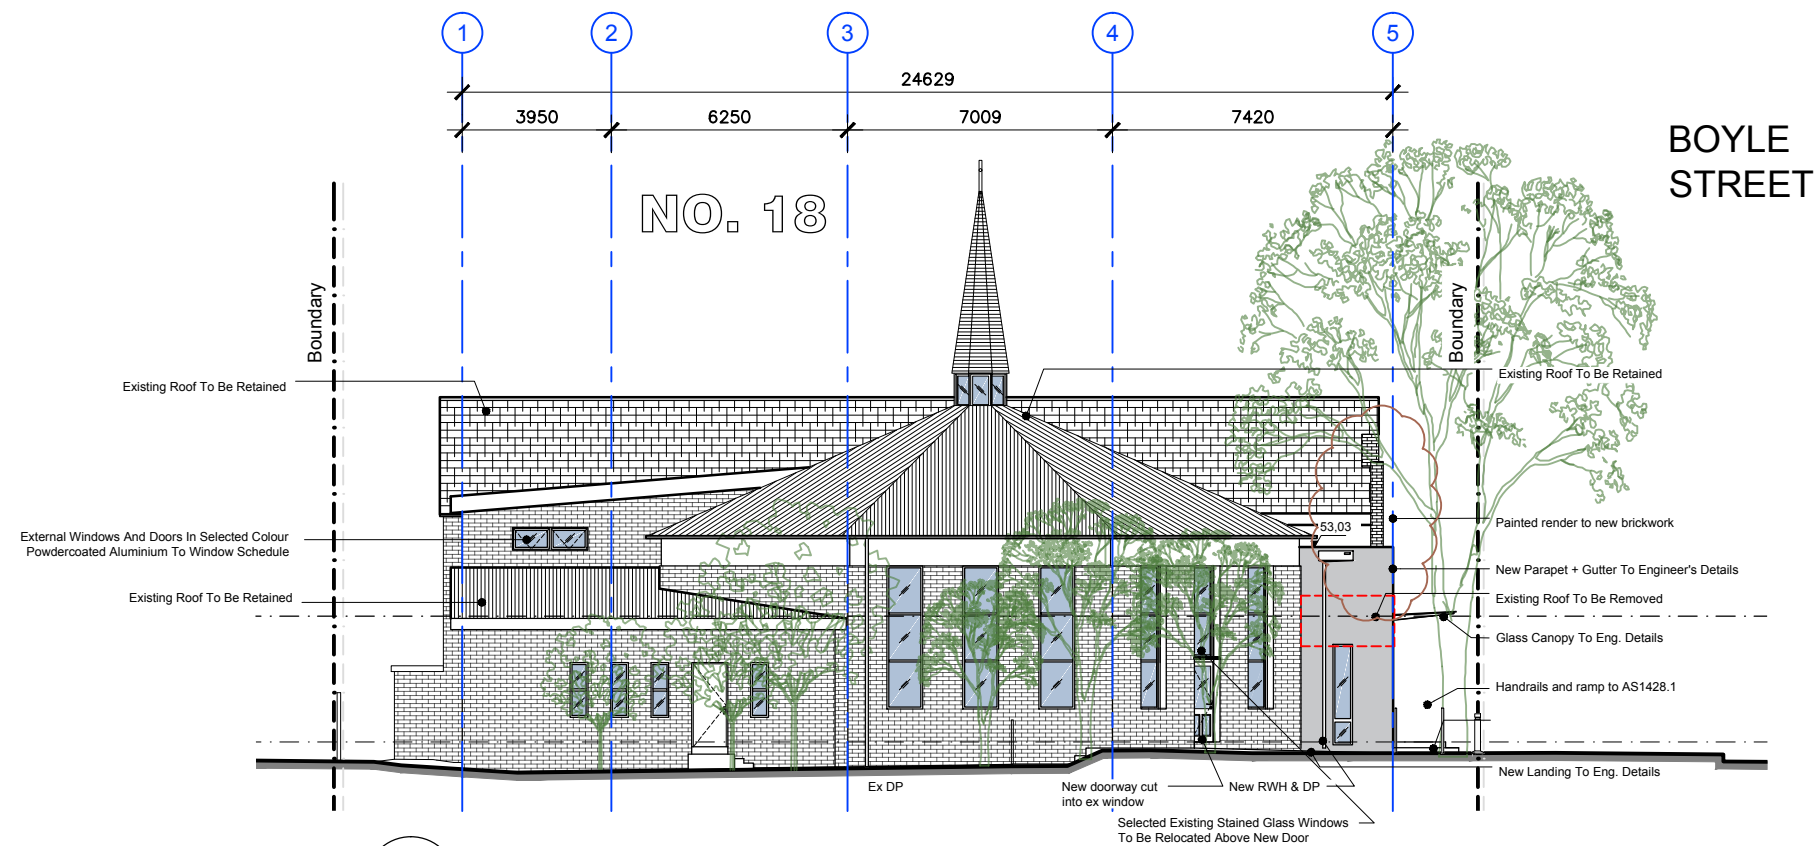 1
2
3
4
5
24629
3950
6250
7009
7420
BOYLE
STREET
NO. 18
Boundary
Boundary
Existing Roof To Be Retained
Existing Roof To Be Retained
53,03
Painted render to new brickwork
External Windows And Doors In Selected Colour
Powdercoated Aluminium To Window Schedule
New Parapet + Gutter To Engineer's Details
Existing Roof To Be Retained
Existing Roof To Be Removed
Glass Canopy To Eng. Details
Handrails and ramp to AS1428.1
New Landing To Eng. Details
Ex DP
New doorway cut
into ex window
New RWH & DP
Selected Existing Stained Glass Windows
To Be Relocated Above New Door